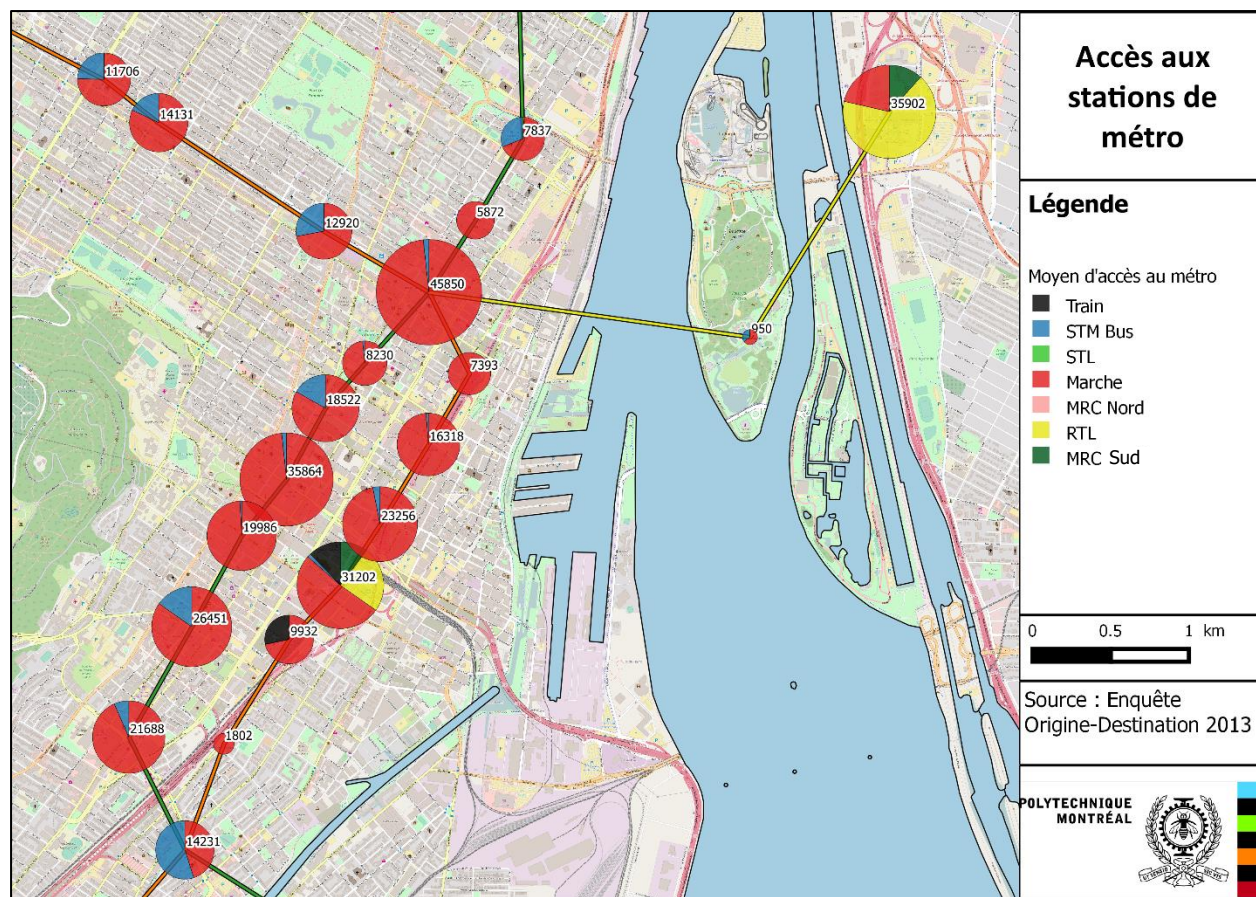 11706
14131
7837
35902
12920
5872
45850
950
8230
7393
18522
16318
35864
19986
23256
31202
26451
9932
21688
1802
14231
Accès aux
stations de
métro
Légende
Moyen d'accès au métro
Train
STM Bus
STL
Marche
MRC Nord
RTL
MRC Sud
0 0.5 1 km
Source : Enquête
Origine-Destination 2013
POLYTECHNIQUE
MONTRÉAL